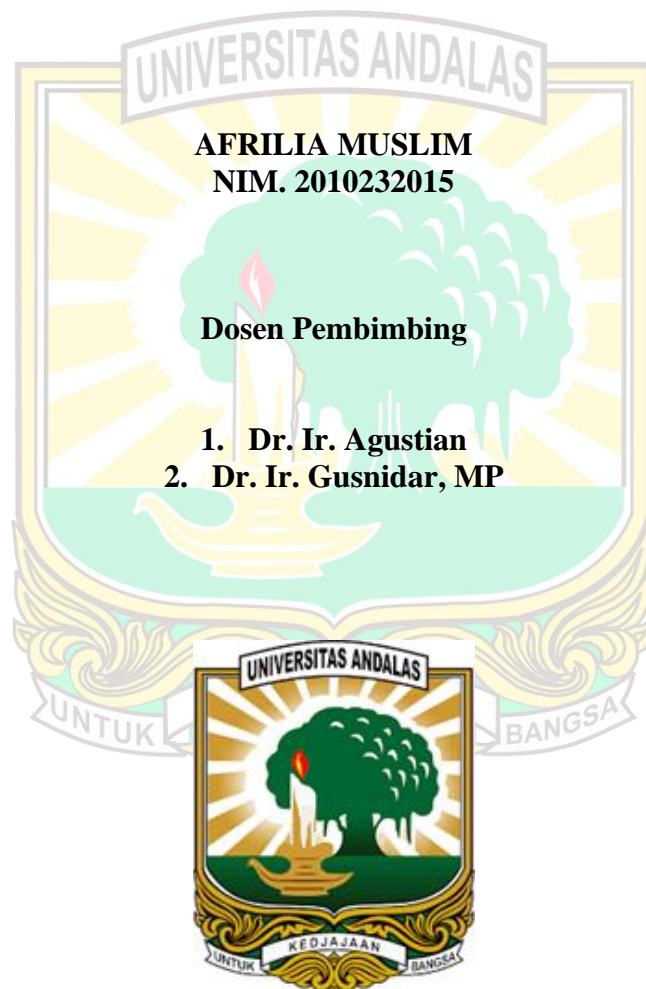 UNIVERSITAS ANDALAS
AFRILIA MUSLIM
NIM. 2010232015
Dosen Pembimbing
1. Dr. Ir. Agustian
2. Dr. Ir. Gusnidar, MP
UNTUK
BANGSA
UNIVERSITAS ANDALAS
UNTUK
KEDJAJAAN
BANGSA